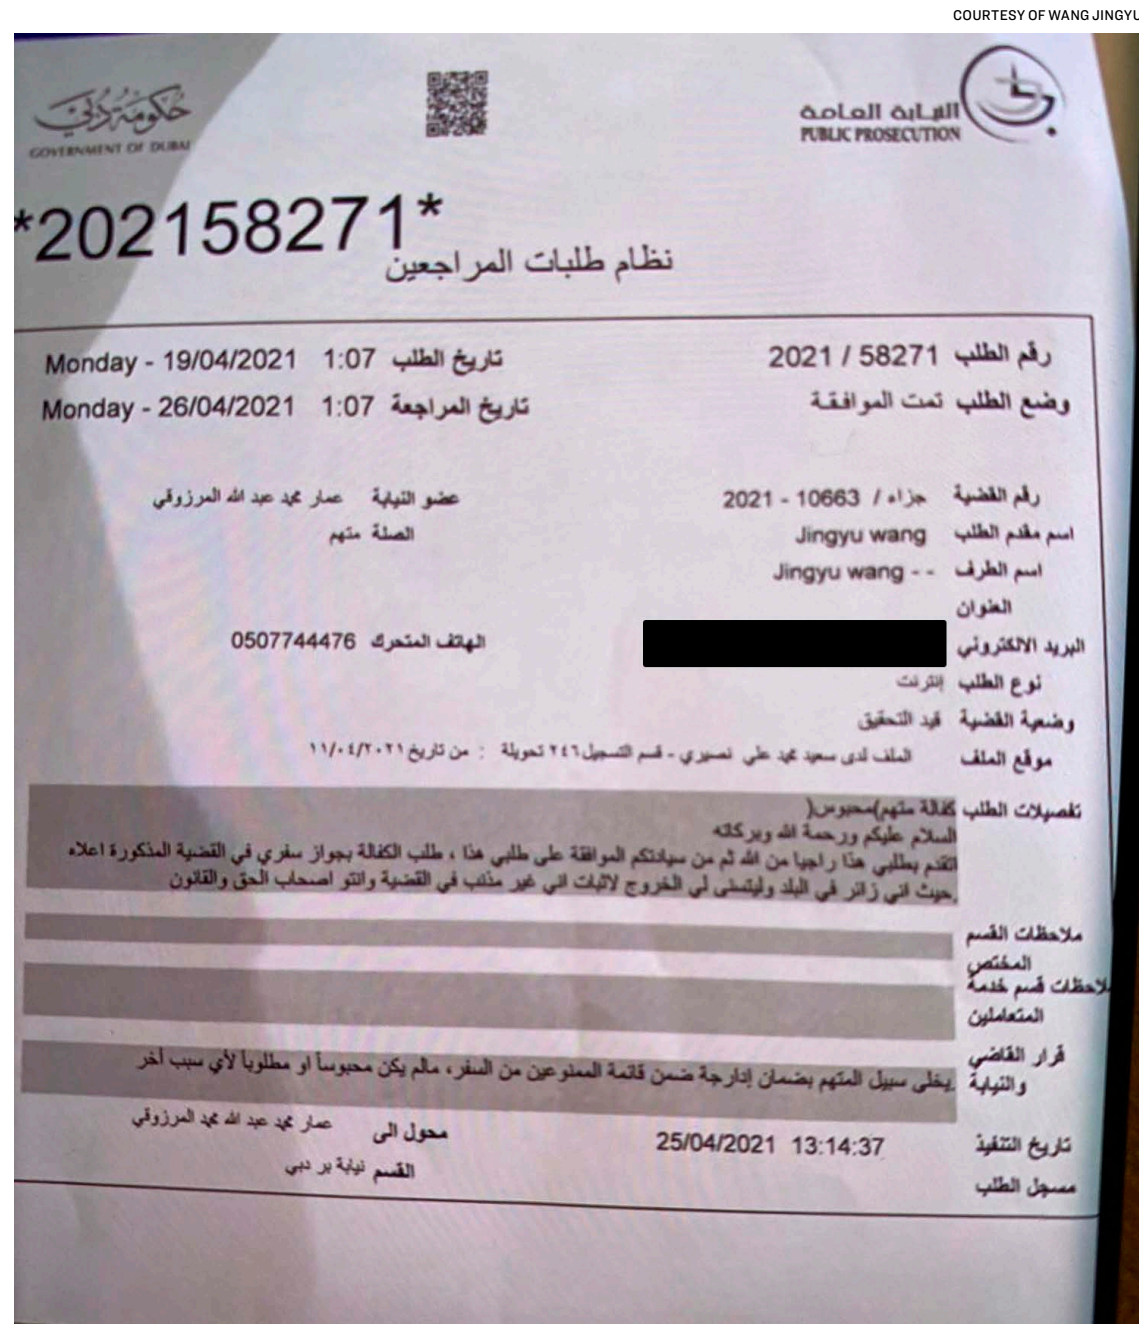 COURTESY OF WANG JINGYU
النيابة العامة
PUBLIC PROSECUTION
حكومة دبي
GOVERNMENT OF DUBAI
*202158271*
نظام طلبات المراجعين
رقم الطلب 2021 / 58271 تاريخ الطلب Monday - 19/04/2021 1:07
وضع الطلب تمت الموافقة تاريخ المراجعة Monday - 26/04/2021 1:07
رقم القضية جزاء / 10663 - 2021 عضو النيابة عمار محمد عبد الله المرزوقي
اسم مقدم الطلب Jingyu wang الصلة متهم
اسم الطرف - - Jingyu wang
العنوان
البريد الالكتروني الهاتف المتحرك 0507744476
نوع الطلب إنترنت
وضعية القضية قيد التحقيق
موقع الملف الملف لدى سعيد محمد علي نصيري - قسم التسجيل ٢٤٦ تحويلة : من تاريخ ١١/٠٤/٢٠٢١
تفصيلات الطلب كفالة متهم)محبوس(
السلام عليكم ورحمة الله وبركاته
اتقدم بطلبي هذا راجيا من الله ثم من سيادتكم الموافقة على طلبي هذا ، طلب الكفالة بجواز سفري في القضية المذكورة اعلاه
.حيث اني زائر في البلد وليتسنى لي الخروج لاثبات اني غير مذنب في القضية وانتو اصحاب الحق والقانون
ملاحظات القسم
المختص
ملاحظات قسم خدمة
المتعاملين
قرار القاضي
والنيابة .يخلى سبيل المتهم بضمان إدارجة ضمن قائمة الممنوعين من السفر، مالم يكن محبوساً او مطلوباً لأي سبب أخر
تاريخ التنفيذ 25/04/2021 13:14:37 محول الى عمار محمد عبد الله محمد المرزوقي
مسجل الطلب القسم نيابة بر دبي